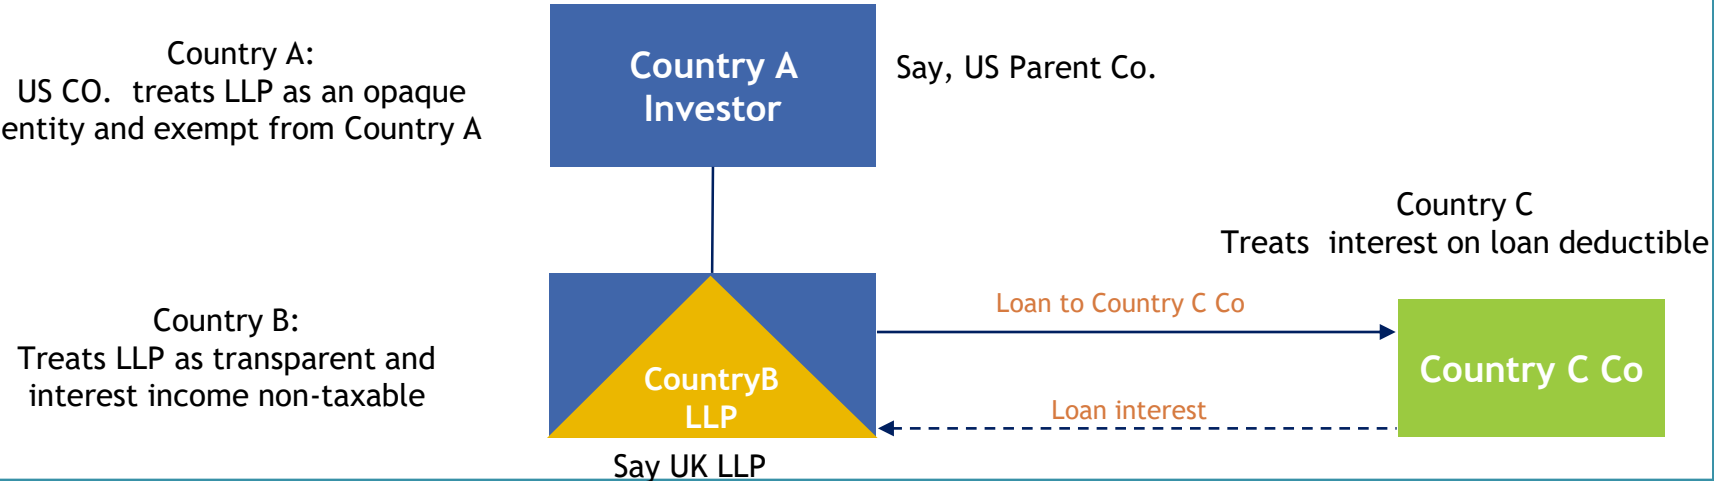 Country A:
US CO.  treats LLP as an opaque
entity and exempt from Country A
Country A
Investor
Say, US Parent Co.
Country C
Treats  interest on loan deductible
Country B:
Treats LLP as transparent and
interest income non-taxable
CountryB
LLP
Say UK LLP
Loan to Country C Co
Loan interest
Country C Co